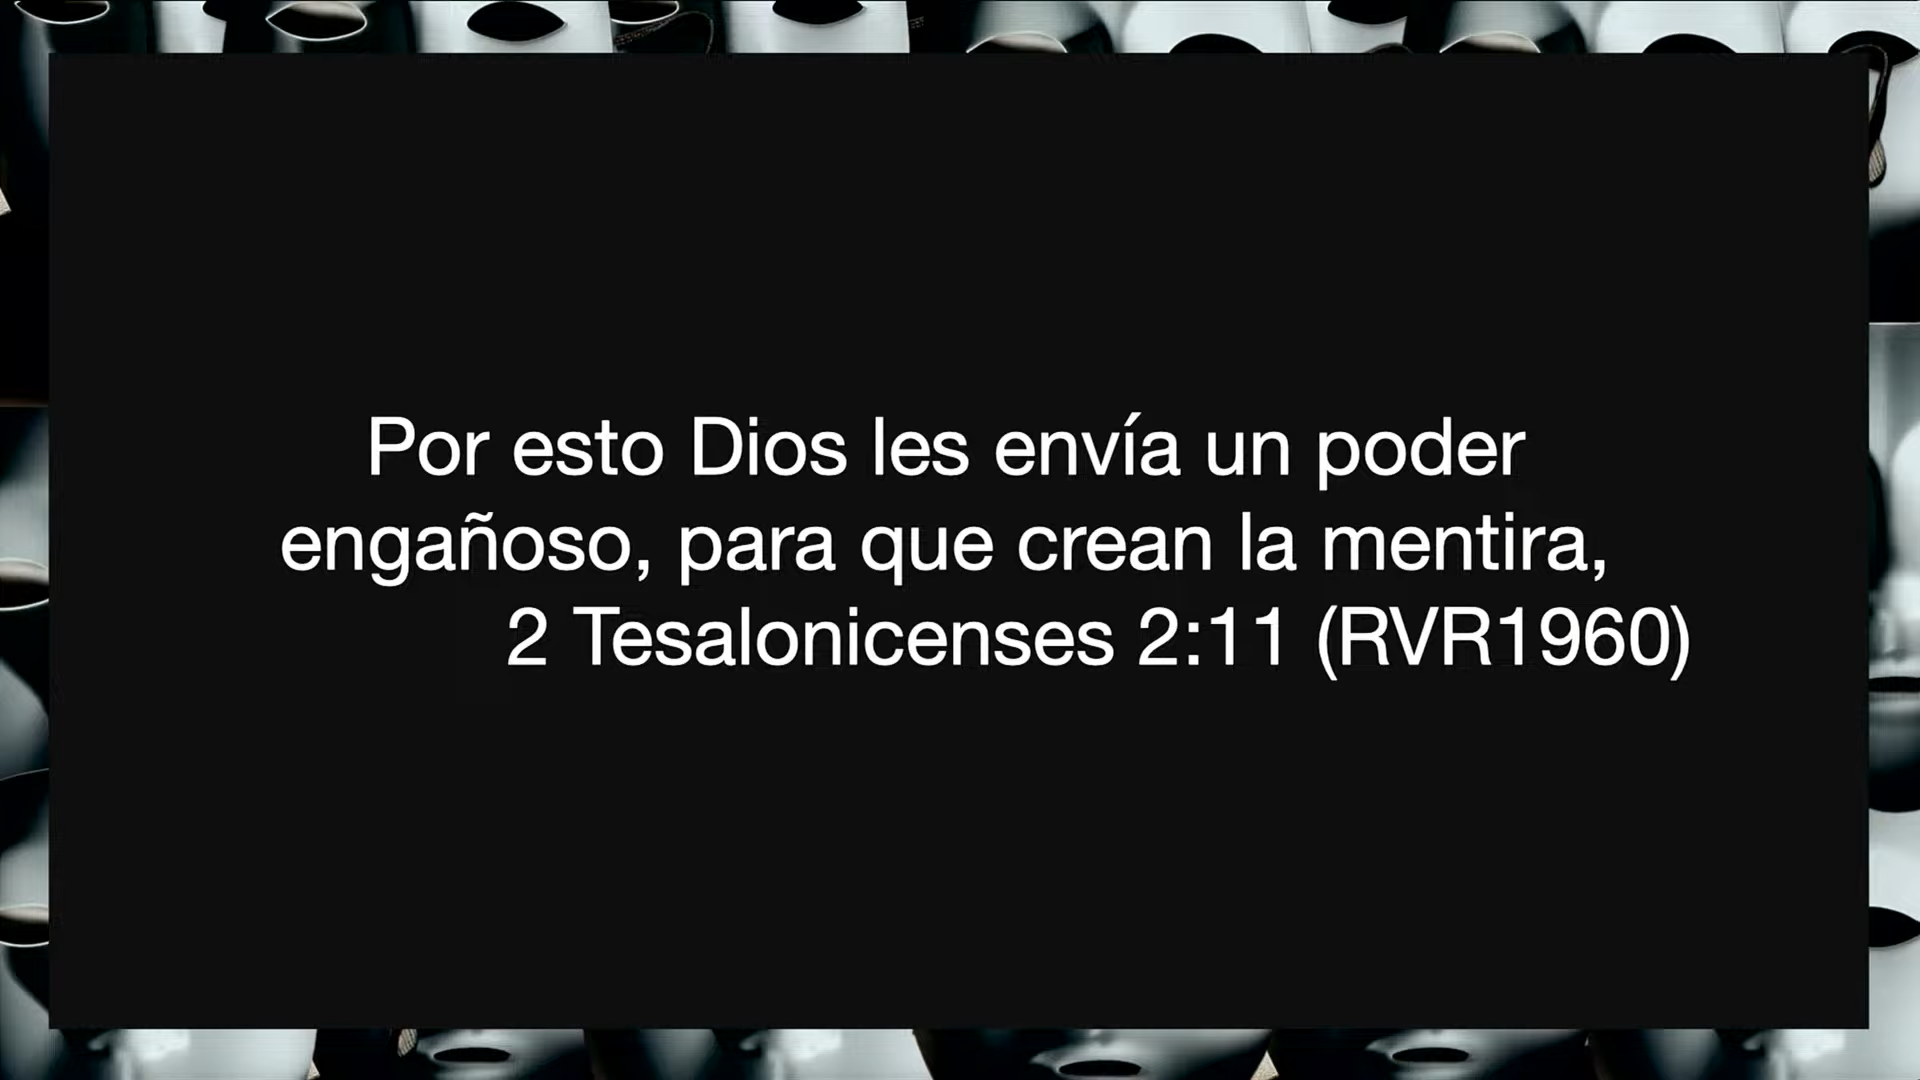 Por esto Dios les envía un poder
engañoso, para que crean la mentira,
2 Tesalonicenses 2:11 (RVR1960)